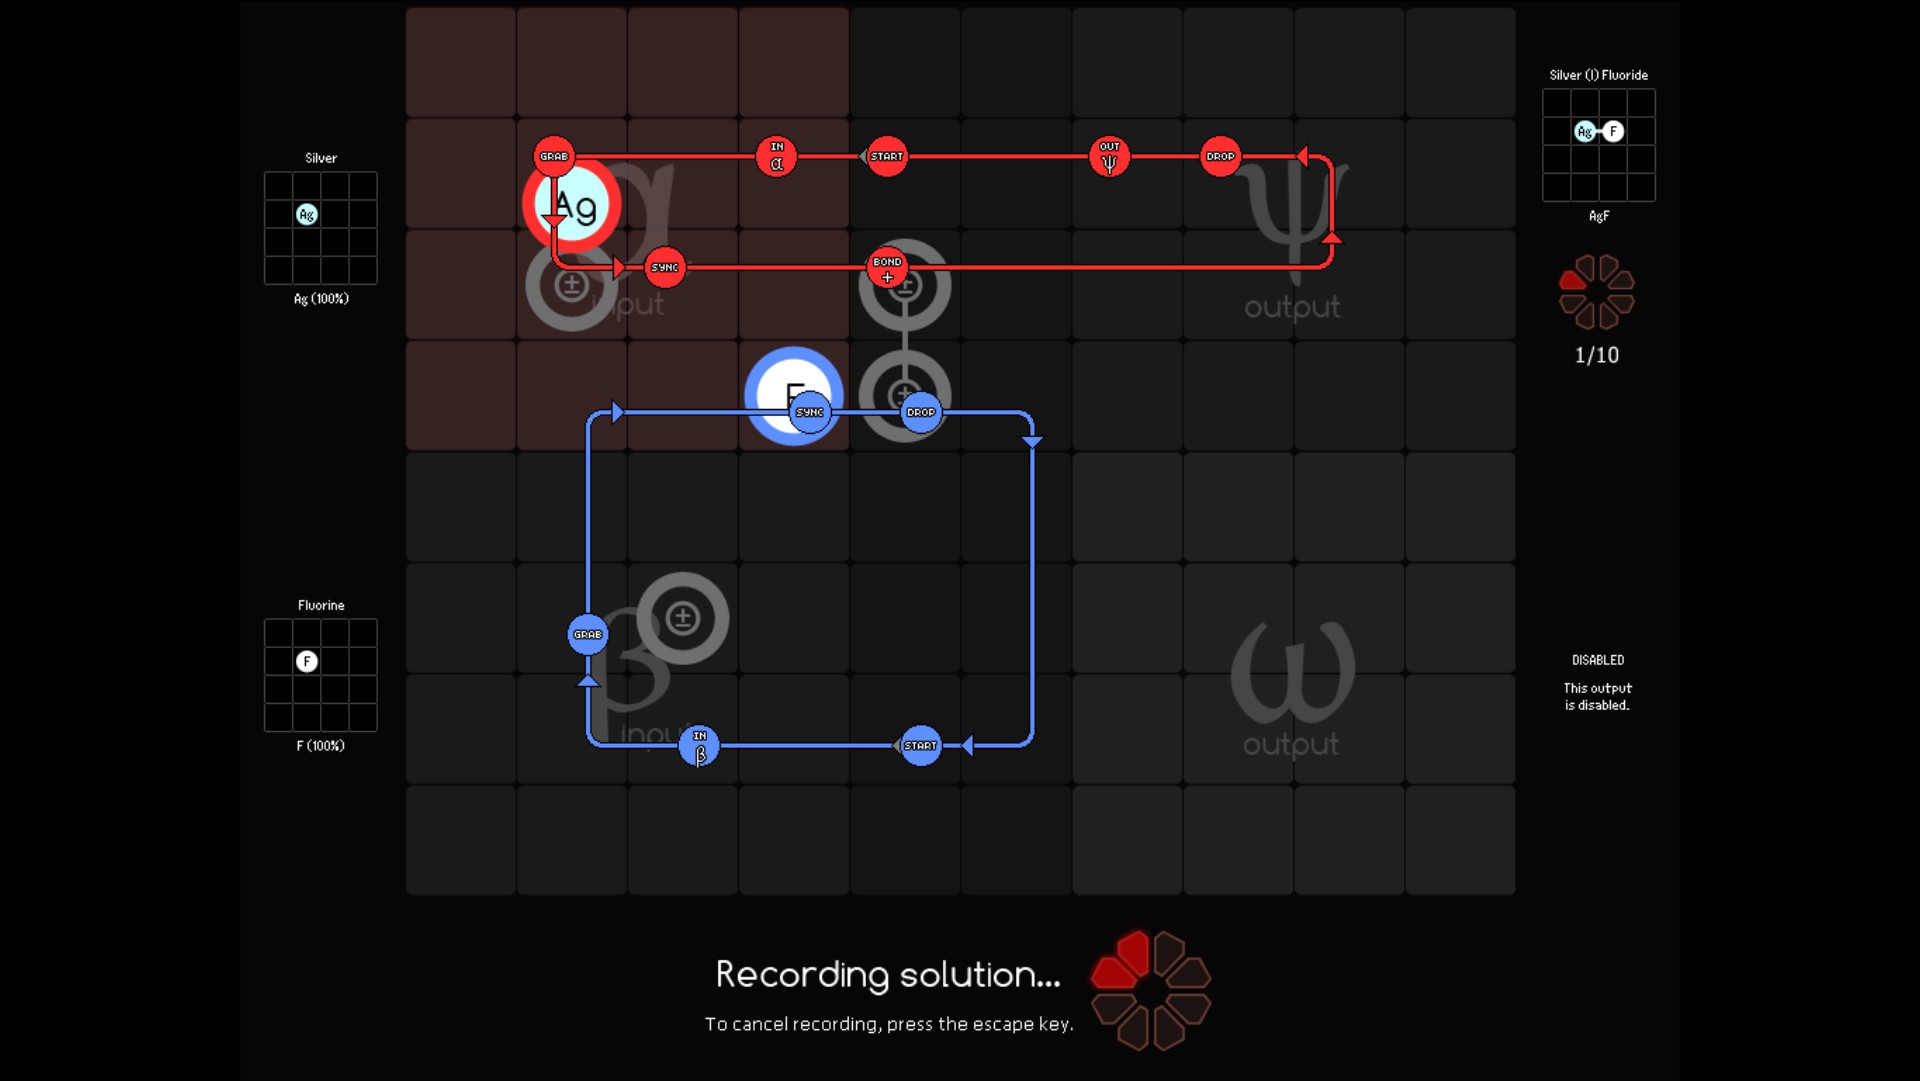 Silver (I) Fluoride
Ag F
AgF
1/10
Silver
Ag
Ag (100%)
GRAB
IN
α
START
OUT
ψ
DROP
Ag
α
ψ
SYNC
BOND
+
input
output
F
SYNC
DROP
Fluorine
F
F (100%)
GRAB
β
ω
DISABLED
This output
is disabled.
IN
β
START
input
output
Recording solution...
To cancel recording, press the escape key.